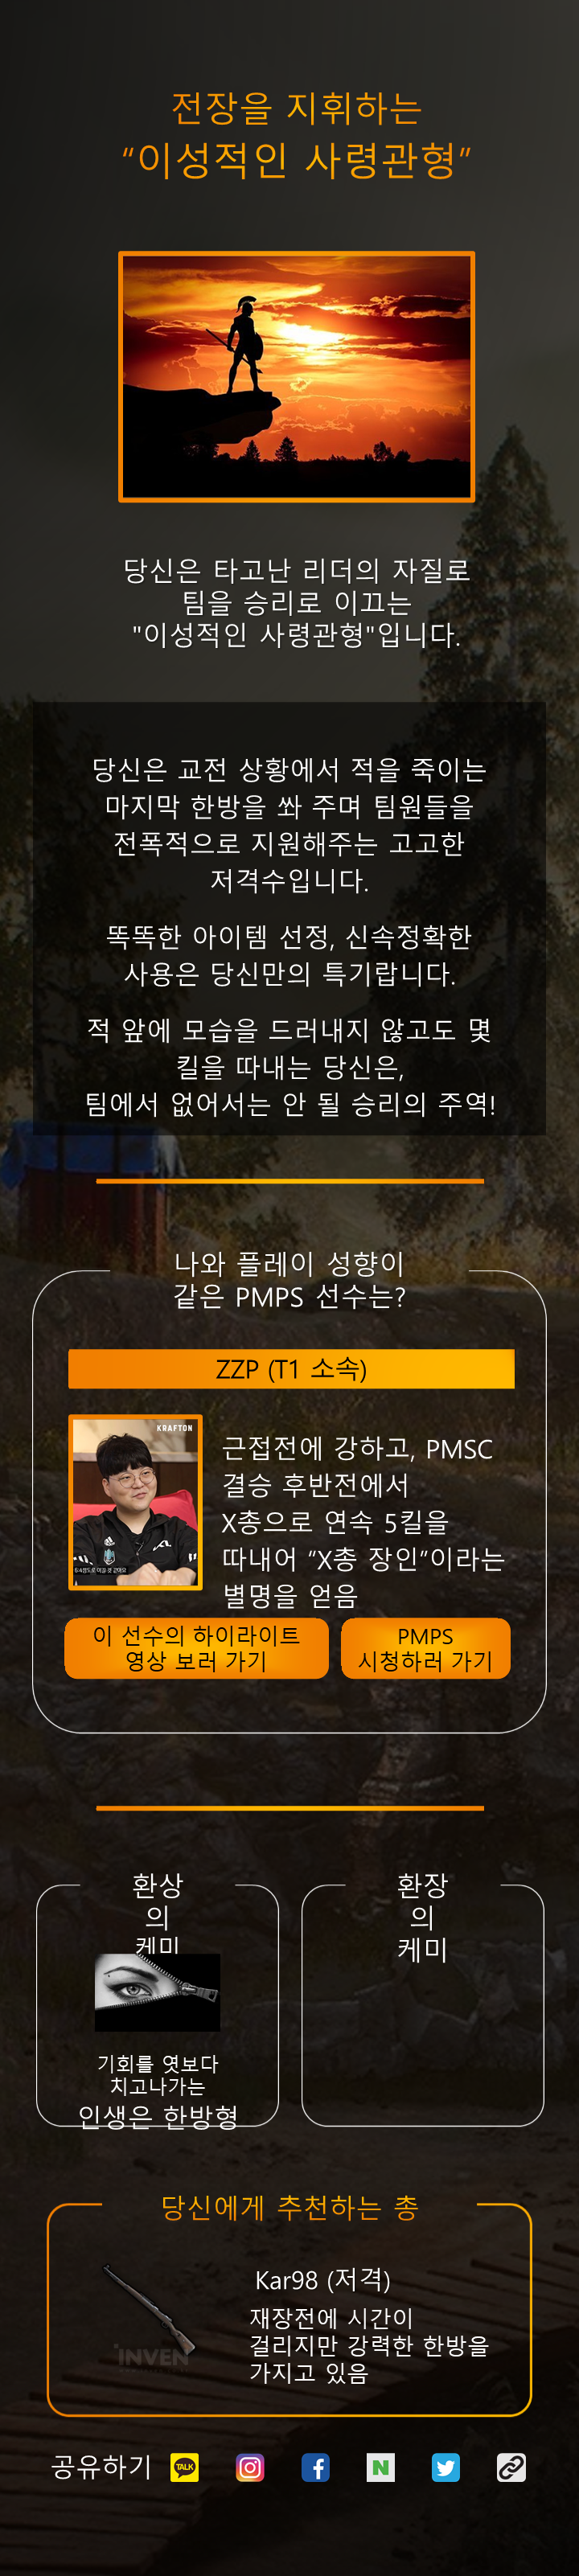 전장을 지휘하는
“이성적인 사령관형”
당신은 타고난 리더의 자질로
팀을 승리로 이끄는
"이성적인 사령관형"입니다.
당신은 교전 상황에서 적을 죽이는
마지막 한방을 쏴 주며 팀원들을
전폭적으로 지원해주는 고고한
저격수입니다.
똑똑한 아이템 선정, 신속정확한
사용은 당신만의 특기랍니다.
적 앞에 모습을 드러내지 않고도 몇
킬을 따내는 당신은,
팀에서 없어서는 안 될 승리의 주역!
나와 플레이 성향이
같은 PMPS 선수는?
ZZP (T1 소속)
KRAFTON
근접전에 강하고, PMSC
결승 후반전에서
X총으로 연속 5킬을
따내어 “X총 장인”이라는
별명을 얻음
이 선수의 하이라이트
영상 보러 가기
PMPS
시청하러 가기
환상
의
케미
기회를 엿보다
치고나가는
인생은 한방형
환장
의
케미
당신에게 추천하는 총
Kar98 (저격)
재장전에 시간이
걸리지만 강력한 한방을
가지고 있음
INVEN
공유하기
TALK
N